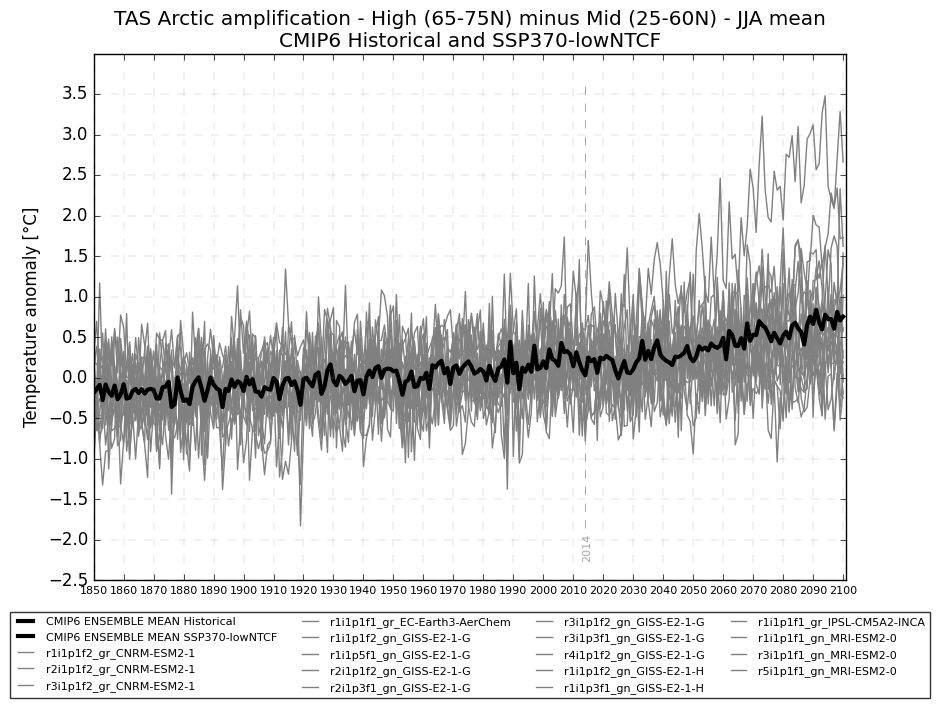 TAS Arctic amplification - High (65-75N) minus Mid (25-60N) - JJA mean
CMIP6 Historical and SSP370-lowNTCF
Temperature anomaly [°C]
3.5
3.0
2.5
2.0
1.5
1.0
0.5
0.0
−0.5
−1.0
−1.5
−2.0
−2.5
2014
1850 1860 1870 1880 1890 1900 1910 1920 1930 1940 1950 1960 1970 1980 1990 2000 2010 2020 2030 2040 2050 2060 2070 2080 2090 2100
CMIP6 ENSEMBLE MEAN Historical
CMIP6 ENSEMBLE MEAN SSP370-lowNTCF
r1i1p1f2_gr_CNRM-ESM2-1
r2i1p1f2_gr_CNRM-ESM2-1
r3i1p1f2_gr_CNRM-ESM2-1
r1i1p1f1_gr_EC-Earth3-AerChem
r1i1p1f2_gn_GISS-E2-1-G
r1i1p5f1_gn_GISS-E2-1-G
r2i1p1f2_gn_GISS-E2-1-G
r2i1p3f1_gn_GISS-E2-1-G
r3i1p1f2_gn_GISS-E2-1-G
r3i1p3f1_gn_GISS-E2-1-G
r4i1p1f2_gn_GISS-E2-1-G
r1i1p1f2_gn_GISS-E2-1-H
r1i1p3f1_gn_GISS-E2-1-H
r1i1p1f1_gr_IPSL-CM5A2-INCA
r1i1p1f1_gn_MRI-ESM2-0
r3i1p1f1_gn_MRI-ESM2-0
r5i1p1f1_gn_MRI-ESM2-0